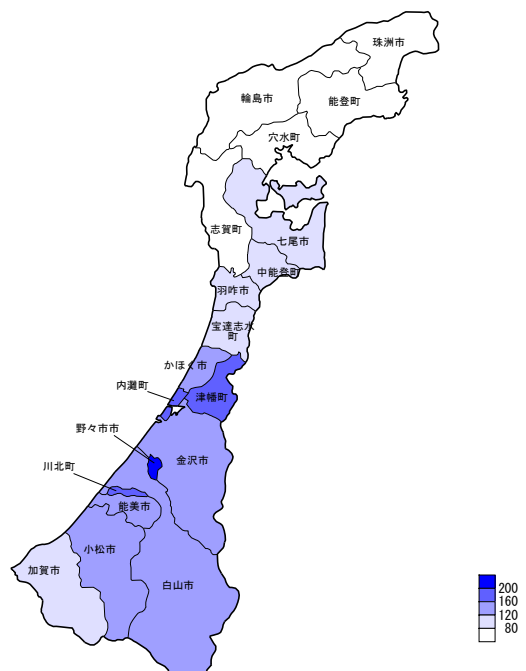 珠洲市
輪島市
能登町
穴水町
志賀町
七尾市
中能登町
羽咋市
宝達志水
町
かほく市
内灘町
津幡町
野々市市
金沢市
川北町
能美市
小松市
加賀市
白山市
200
160
120
80